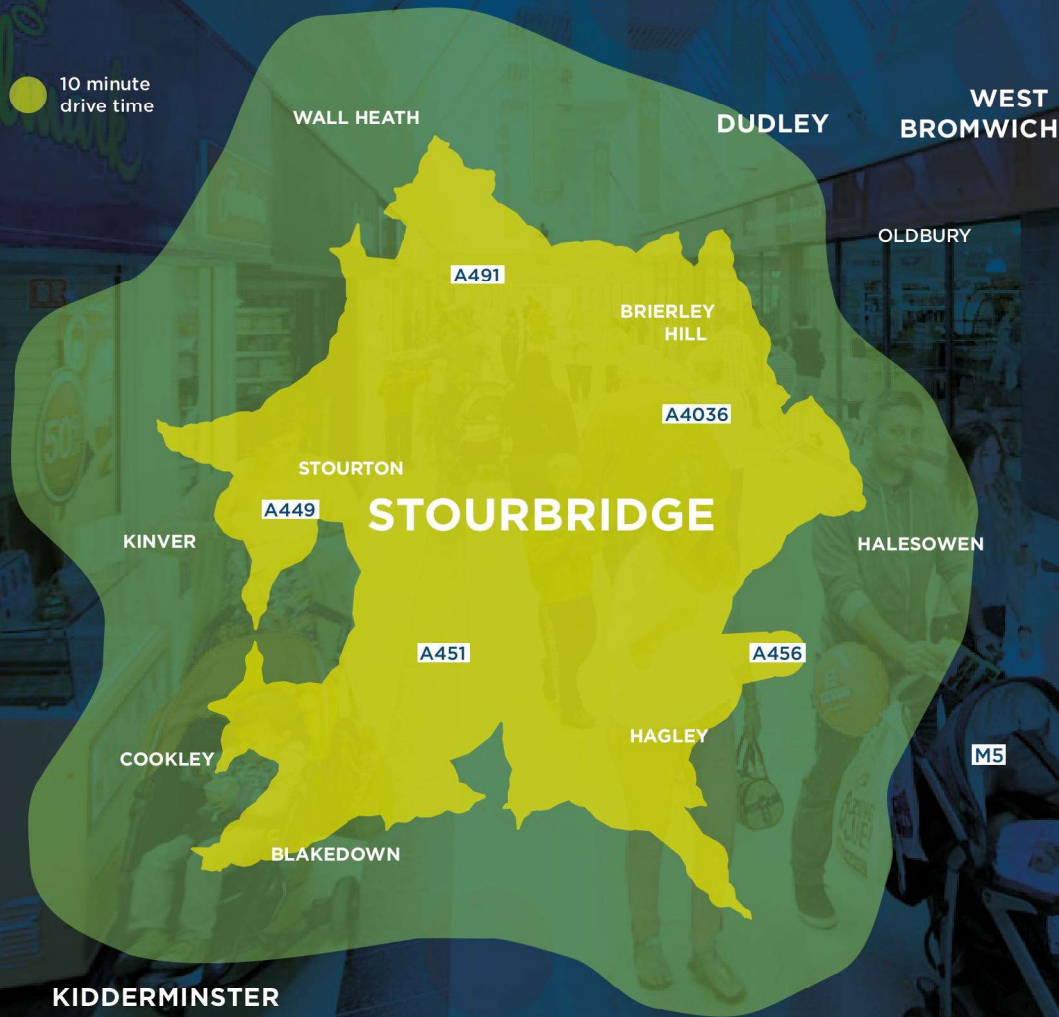 10 minute
drive time
WEST
BROMWICH
WALL HEATH
DUDLEY
OLDBURY
A491
BRIERLEY
HILL
A4036
STOURTON
A449
STOURBRIDGE
KINVER
HALESOWEN
A451
A456
HAGLEY
COOKLEY
M5
BLAKEDOWN
KIDDERMINSTER
50%